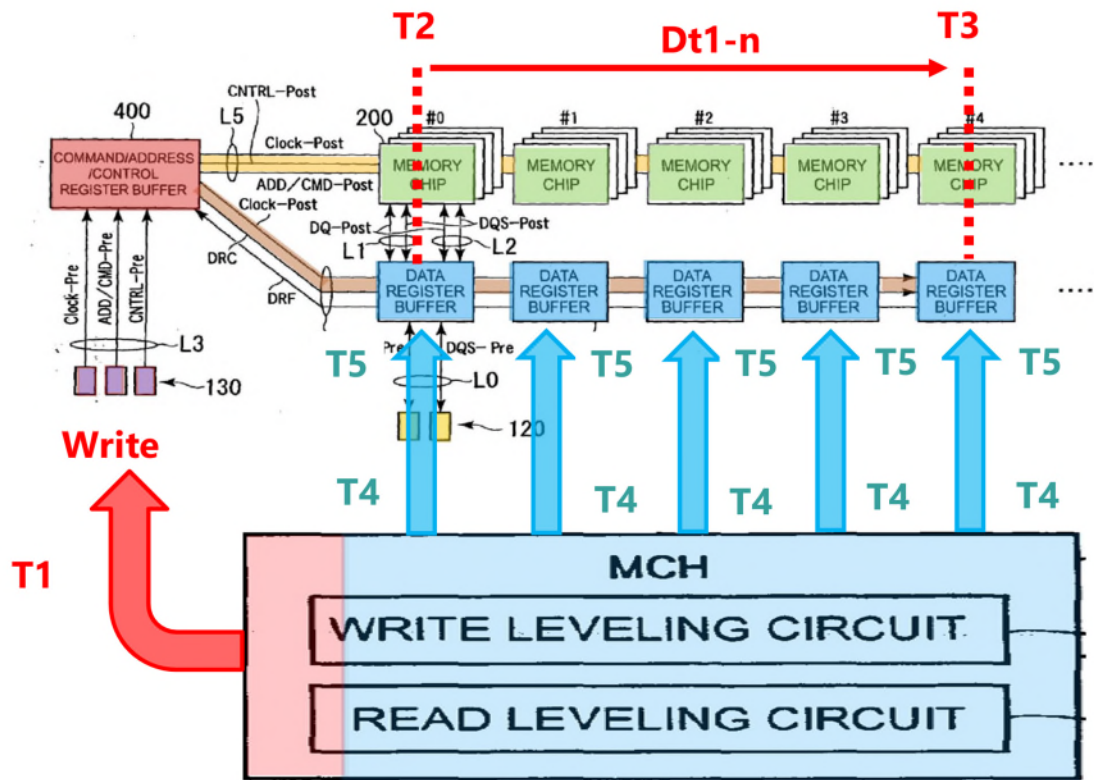 T2
Dt1-n
T3
CNTRL-Post
400
L5
Clock-Post
200
#0
#1
#2
#3
#4
COMMAND/ADDRESS
/CONTROL
REGISTER BUFFER
MEMORY
CHIP
MEMORY
CHIP
MEMORY
CHIP
MEMORY
CHIP
MEMORY
CHIP
ADD/CMD-Post
Clock-Post
DQ-Post
DQS-Post
L1
L2
DRC
DRF
DATA
REGISTER
BUFFER
DATA
REGISTER
BUFFER
DATA
REGISTER
BUFFER
DATA
REGISTER
BUFFER
DATA
REGISTER
BUFFER
Clock-Pre
ADD/CMD-Pre
CNTRL-Pre
L3
130
Pre
DQS-Pre
L0
120
T5
T5
T5
T5
T5
Write
T4
T4
T4
T4
T4
T1
MCH
WRITE LEVELING CIRCUIT
READ LEVELING CIRCUIT